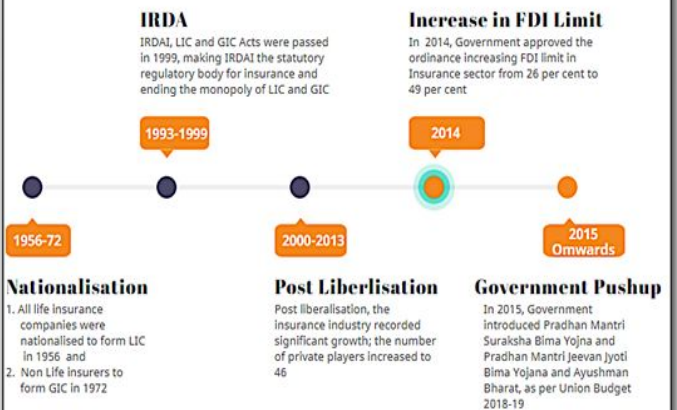 IRDA
IRDAI, LIC and GIC Acts were passed
in 1999, making IRDAI the statutory
regulatory body for insurance and
ending the monopoly of LIC and GIC
1993-1999
Increase in FDI Limit
In 2014, Government approved the
ordinance increasing FDI limit in
Insurance sector from 26 per cent to
49 per cent
2014
1956-72
Nationalisation
1. All life insurance
companies were
nationalised to form LIC
in 1956 and
2. Non Life insurers to
form GIC in 1972
2000-2013
Post Liberlisation
Post liberalisation, the
insurance industry recorded
significant growth; the number
of private players increased to
46
2015
Omwards
Government Pushup
In 2015, Government
introduced Pradhan Mantri
Suraksha Bima Yojna and
Pradhan Mantri Jeevan Jyoti
Bima Yojana and Ayushman
Bharat, as per Union Budget
2018-19